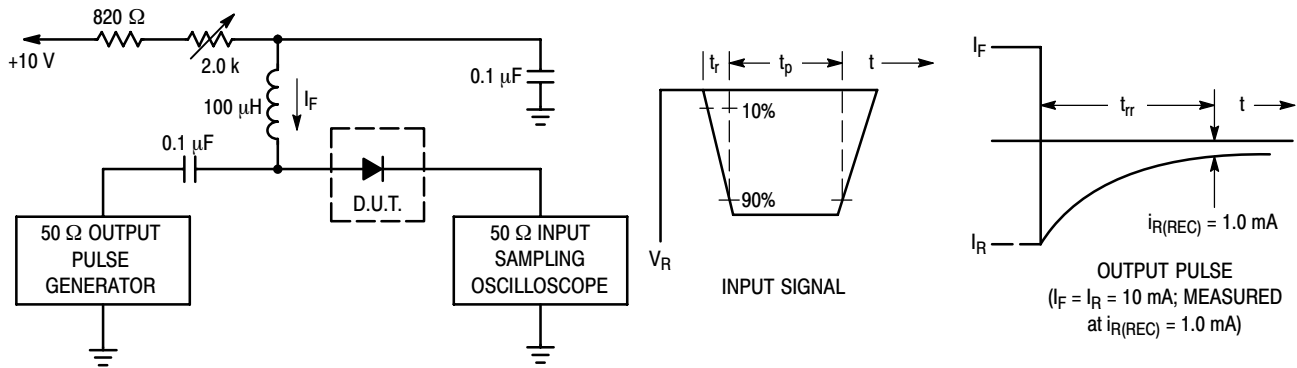 820 Ω
+10 V
2.0 k
100 μH
I_F
0.1 μF
0.1 μF
D.U.T.
50 Ω OUTPUT
PULSE
GENERATOR
50 Ω INPUT
SAMPLING
OSCILLOSCOPE
t_r
t_p
t
10%
90%
V_R
INPUT SIGNAL
I_F
t_rr
t
I_R
i_R(REC) = 1.0 mA
OUTPUT PULSE
(I_F = I_R = 10 mA; MEASURED
at i_R(REC) = 1.0 mA)